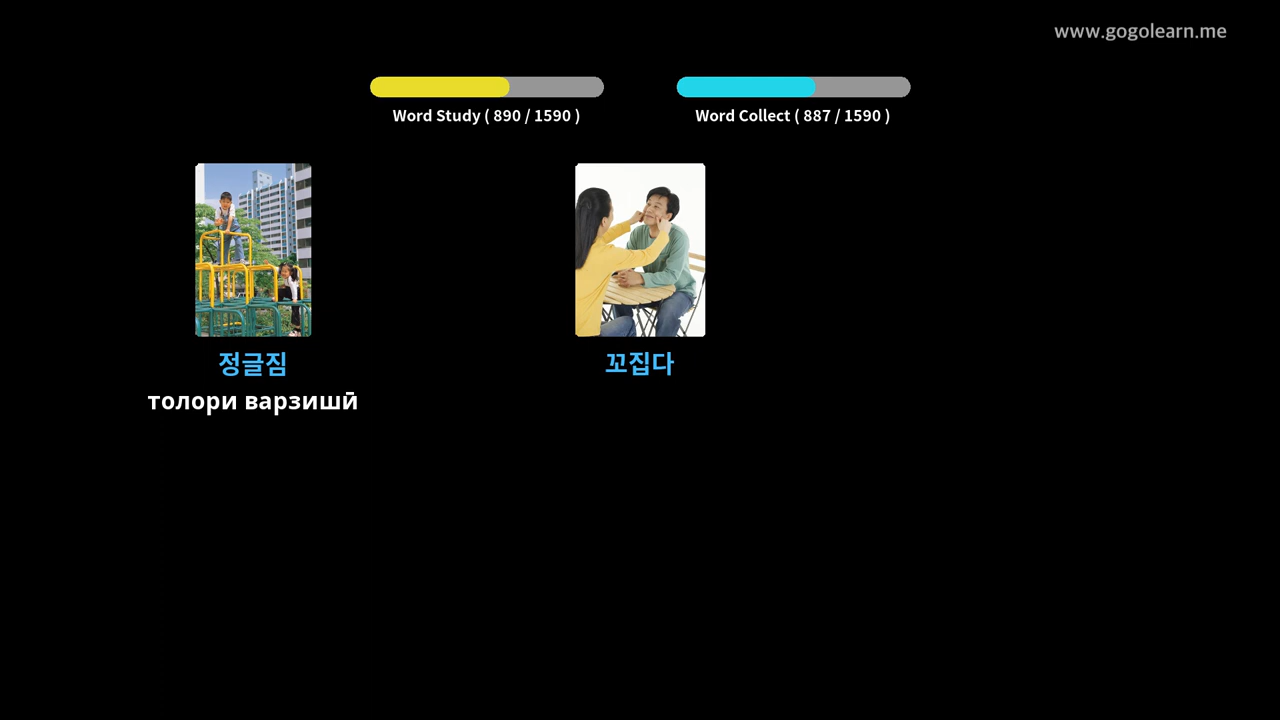 www.gogolearn.me
Word Study ( 890 / 1590 )
Word Collect ( 887 / 1590 )
정글짐
толори варзишӣ
꼬집다